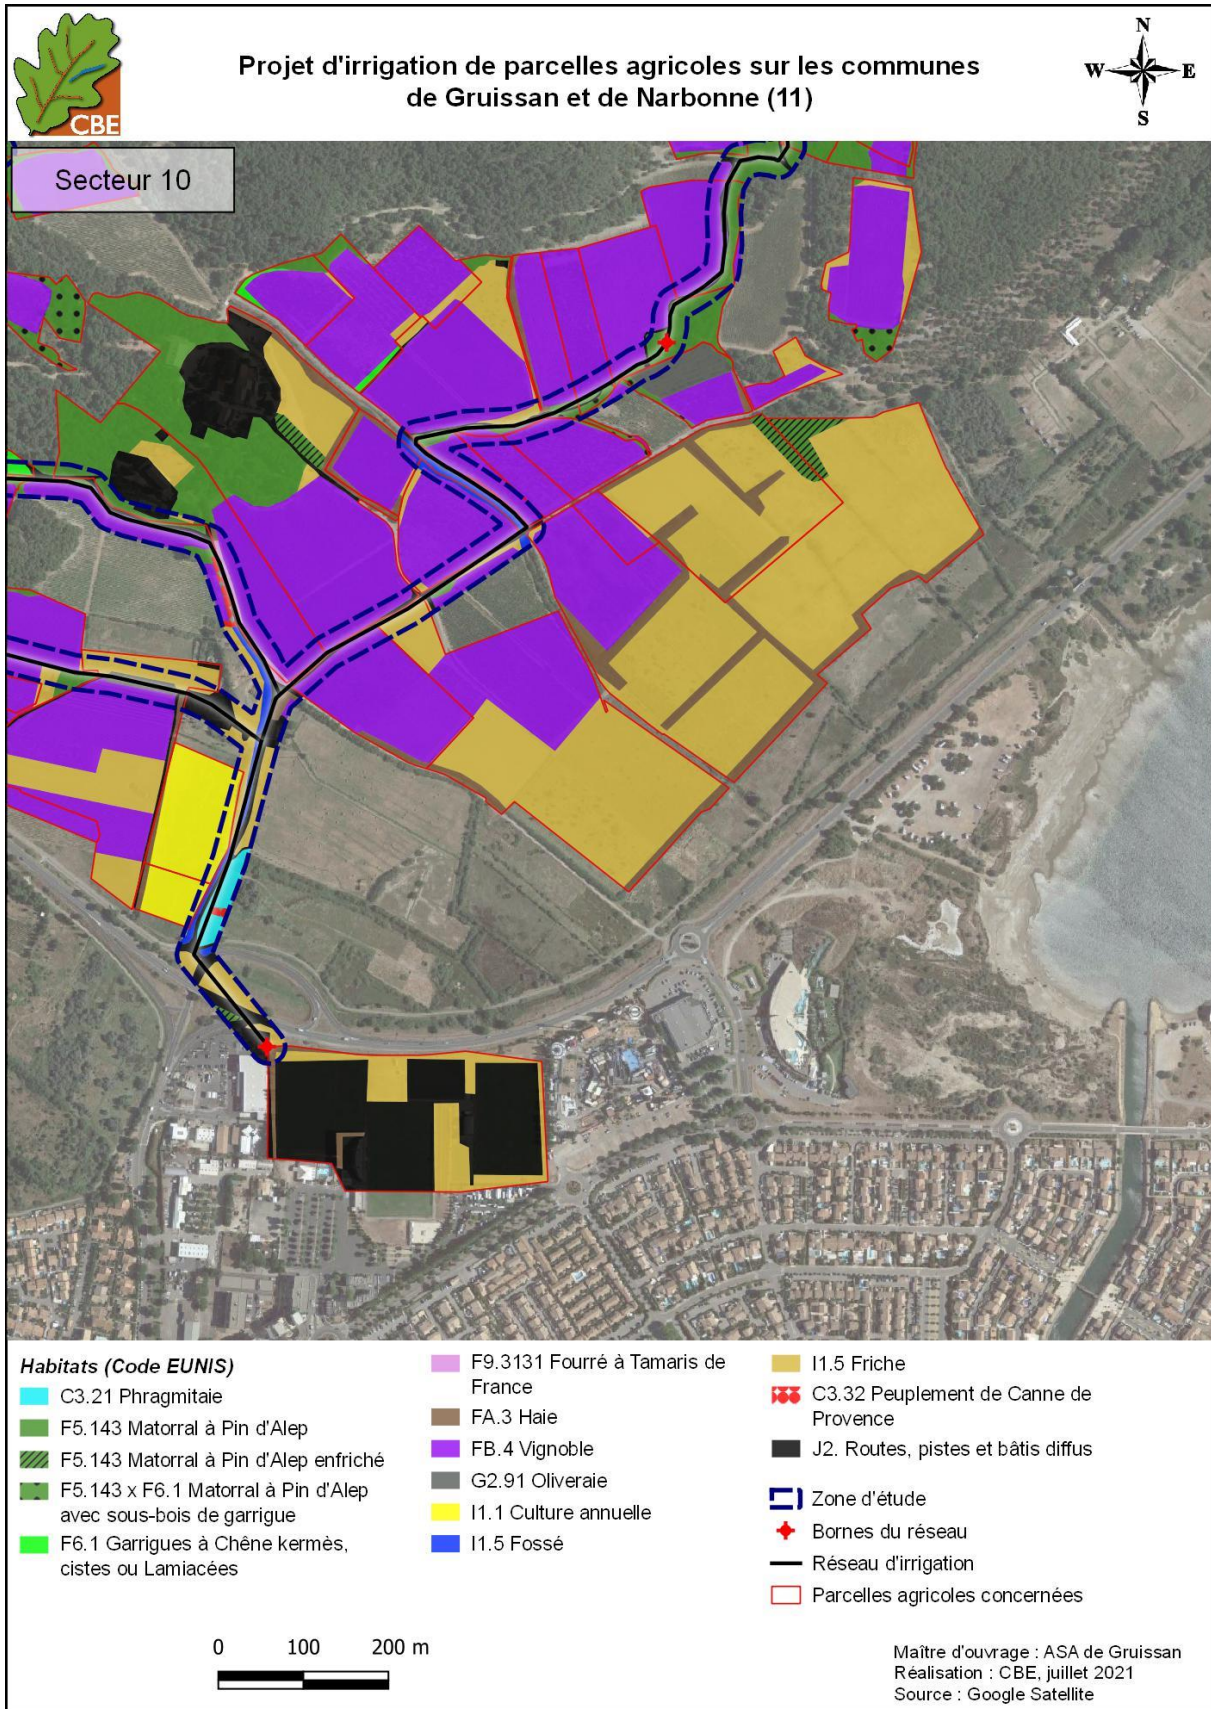 CBE
Projet d'irrigation de parcelles agricoles sur les communes
de Gruissan et de Narbonne (11)
N
W
E
S
Secteur 10
Habitats (Code EUNIS)
C3.21 Phragmitaie
F5.143 Matorral à Pin d'Alep
F5.143 Matorral à Pin d'Alep enfriché
F5.143 x F6.1 Matorral à Pin d'Alep
avec sous-bois de garrigue
F6.1 Garrigues à Chêne kermès,
cistes ou Lamiacées
F9.3131 Fourré à Tamaris de
France
FA.3 Haie
FB.4 Vignoble
G2.91 Oliveraie
I1.1 Culture annuelle
I1.5 Fossé
I1.5 Friche
C3.32 Peuplement de Canne de
Provence
J2. Routes, pistes et bâtis diffus
Zone d'étude
Bornes du réseau
Réseau d'irrigation
Parcelles agricoles concernées
0 100 200 m
Maître d'ouvrage : ASA de Gruissan
Réalisation : CBE, juillet 2021
Source : Google Satellite